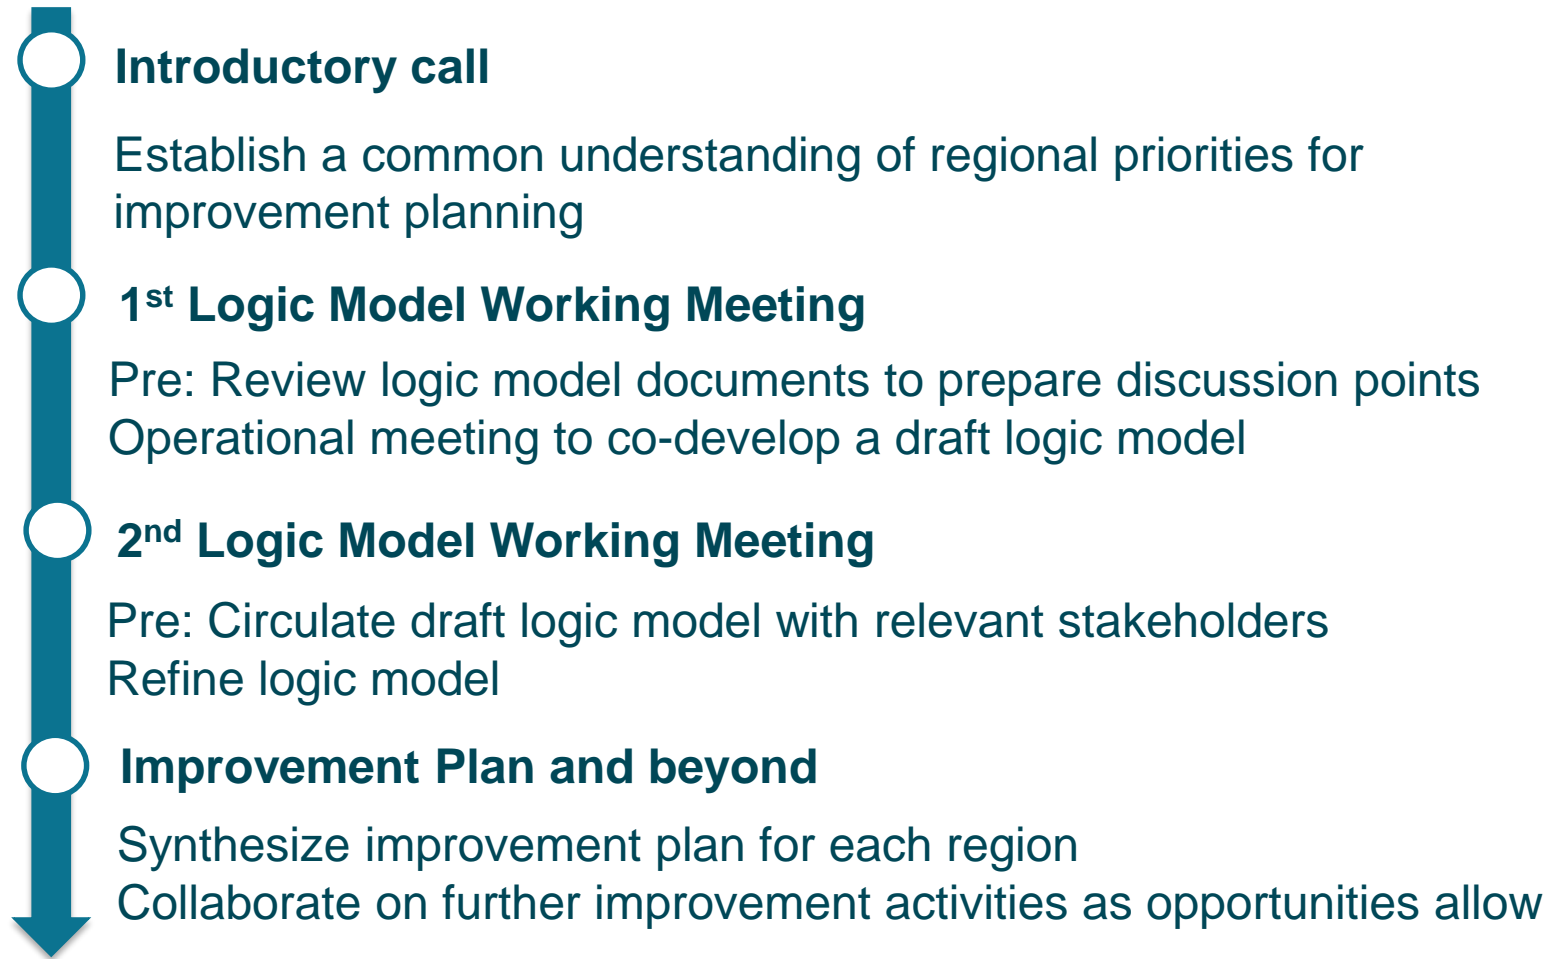 Introductory call
Establish a common understanding of regional priorities for
improvement planning
1st Logic Model Working Meeting
Pre: Review logic model documents to prepare discussion points
Operational meeting to co-develop a draft logic model
2nd Logic Model Working Meeting
Pre: Circulate draft logic model with relevant stakeholders
Refine logic model
Improvement Plan and beyond
Synthesize improvement plan for each region
Collaborate on further improvement activities as opportunities allow